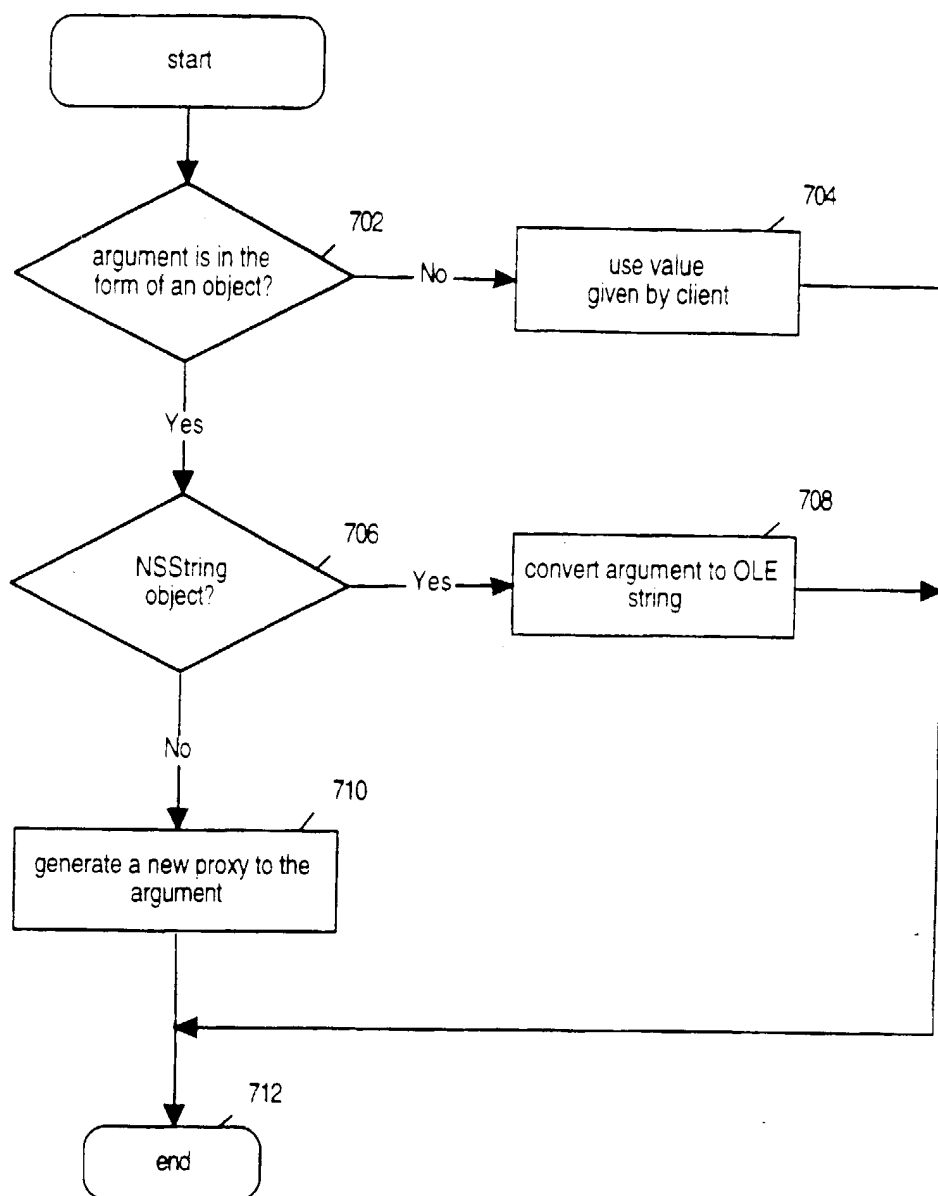 start
702
argument is in the
form of an object?
No
704
use value
given by client
Yes
706
NSString
object?
Yes
708
convert argument to OLE
string
No
710
generate a new proxy to the
argument
712
end